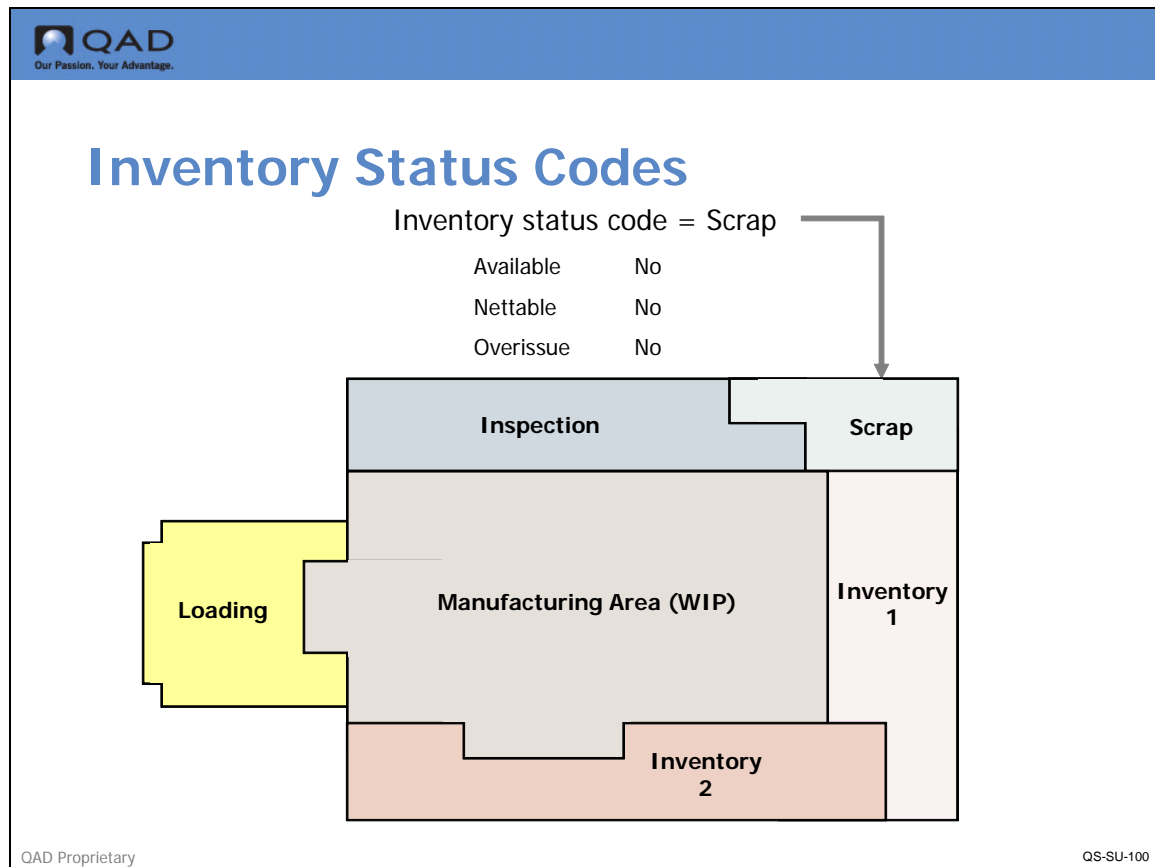 QAD
Our Passion. Your Advantage.
Inventory Status Codes
Inventory status code = Scrap
Available No
Nettable No
Overissue No
Inspection
Scrap
Loading
Manufacturing Area (WIP)
Inventory
1
Inventory
2
QAD Proprietary
QS-SU-100